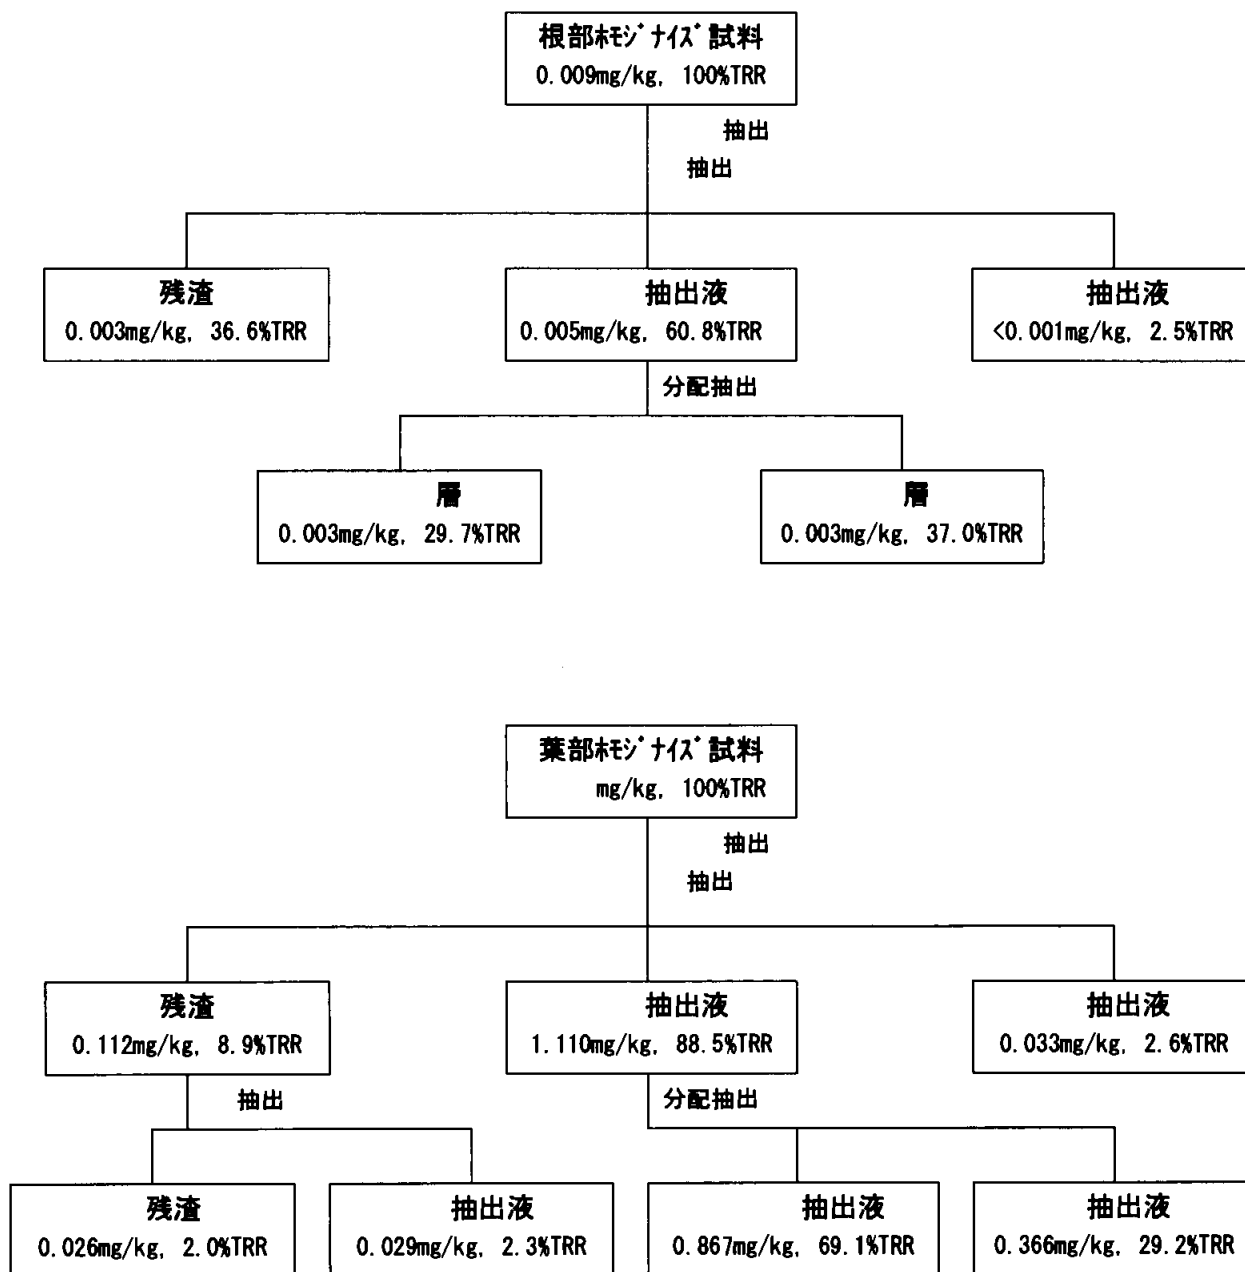 根部ﾎﾓｼﾞﾅｲｽﾞ試料
0.009mg/kg, 100%TRR
抽出
抽出
残渣
0.003mg/kg, 36.6%TRR
抽出液
0.005mg/kg, 60.8%TRR
抽出液
<0.001mg/kg, 2.5%TRR
分配抽出
層
0.003mg/kg, 29.7%TRR
層
0.003mg/kg, 37.0%TRR
葉部ﾎﾓｼﾞﾅｲｽﾞ試料
mg/kg, 100%TRR
抽出
抽出
残渣
0.112mg/kg, 8.9%TRR
抽出液
1.110mg/kg, 88.5%TRR
抽出液
0.033mg/kg, 2.6%TRR
抽出
分配抽出
残渣
0.026mg/kg, 2.0%TRR
抽出液
0.029mg/kg, 2.3%TRR
抽出液
0.867mg/kg, 69.1%TRR
抽出液
0.366mg/kg, 29.2%TRR